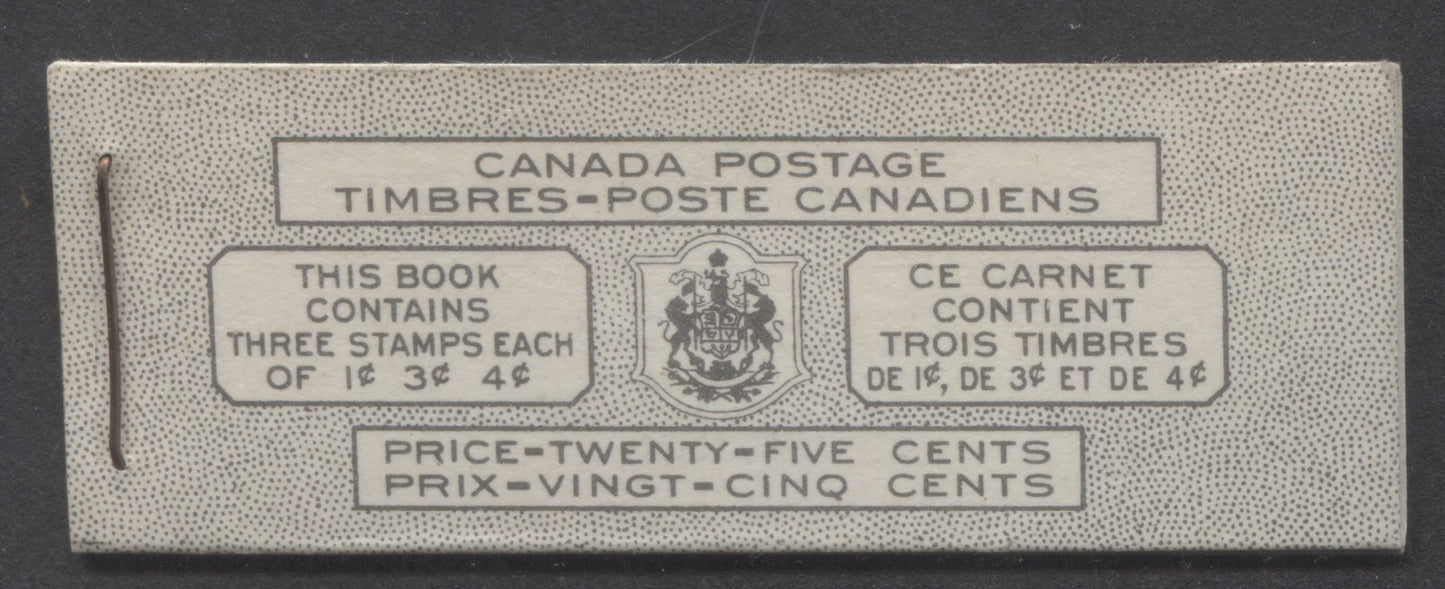 CANADA POSTAGE
TIMBRES-POSTE CANADIENS
THIS BOOK
CONTAINS
THREE STAMPS EACH
OF 1¢ 3¢ 4¢
CE CARNET
CONTIENT
TROIS TIMBRES
DE 1¢, DE 3¢ ET DE 4¢
PRICE-TWENTY-FIVE CENTS
PRIX-VINGT-CINQ CENTS